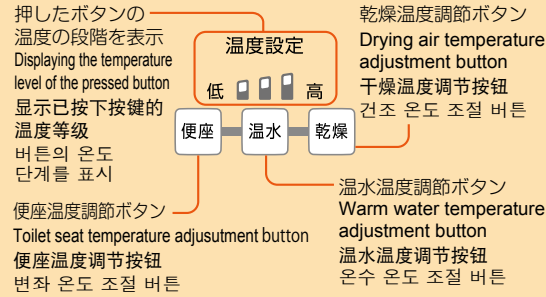 押したボタンの
温度の段階を表示
Displaying the temperature
level of the pressed button
显示已按下按键的
温度等级
버튼의 온도
단계를 표시
温度設定
低 高
便座 温水 乾燥
乾燥温度調節ボタン
Drying air temperature
adjustment button
干燥温度调节按钮
건조 온도 조절 버튼
便座温度調節ボタン
Toilet seat temperature adjusutment button
便座温度调节按钮
변좌 온도 조절 버튼
温水温度調節ボタン
Warm water temperature
adjustment button
温水温度调节按钮
온수 온도 조절 버튼